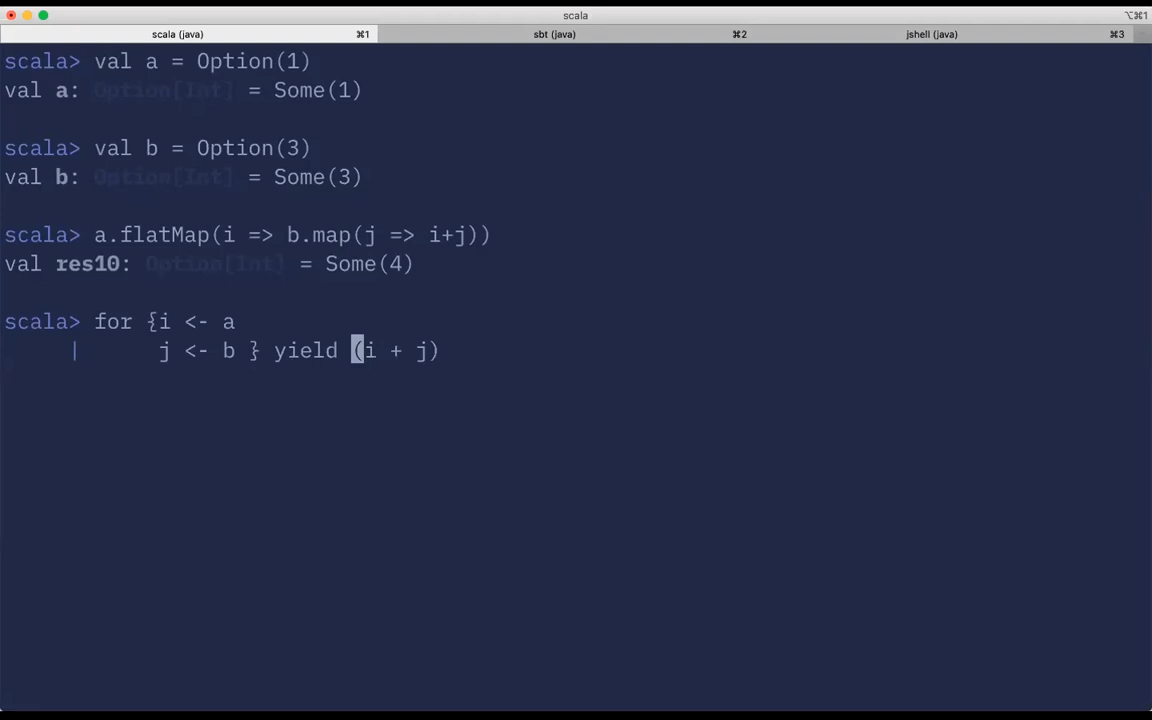 scala
⌥⌘1
scala (java) ⌘1 sbt (java) ⌘2 jshell (java) ⌘3
scala> val a = Option(1)
val a: Option[Int] = Some(1)
scala> val b = Option(3)
val b: Option[Int] = Some(3)
scala> a.flatMap(i => b.map(j => i+j))
val res10: Option[Int] = Some(4)
scala> for {i <- a
| j <- b } yield (i + j)